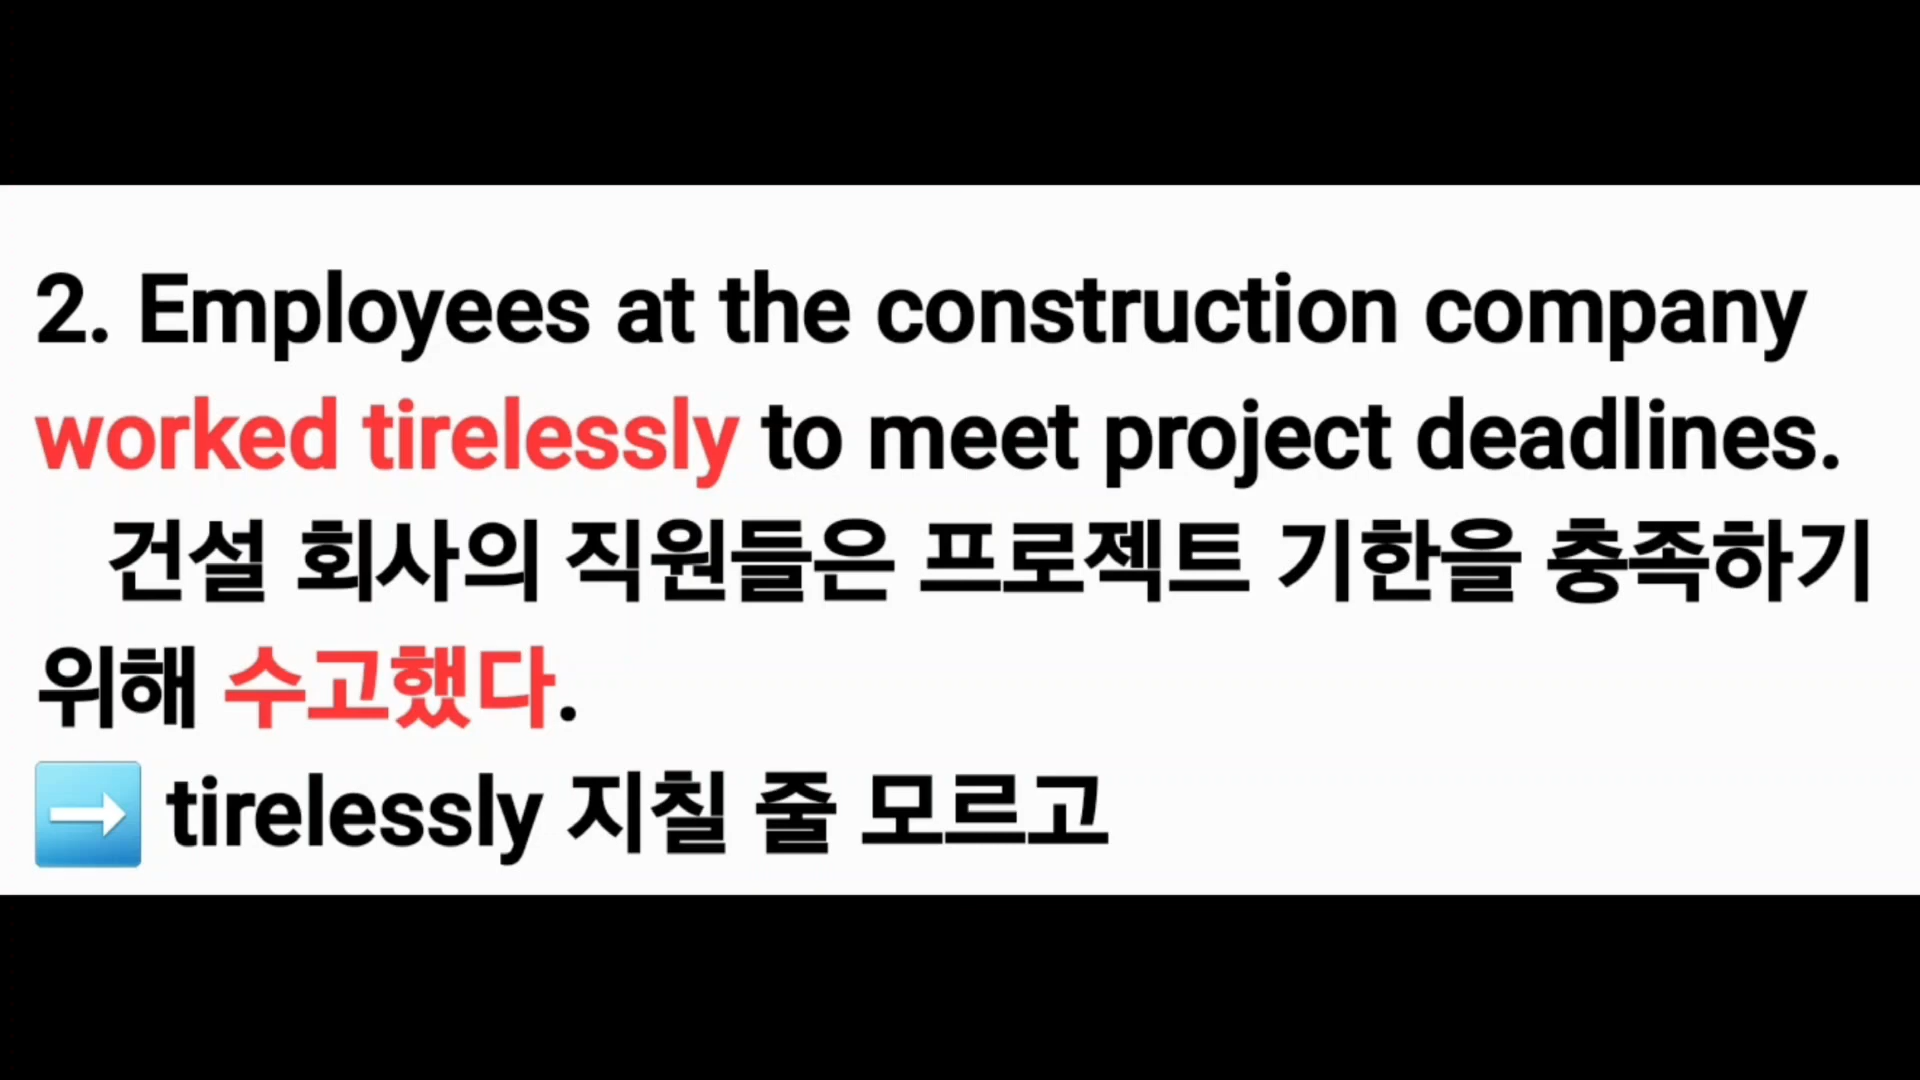 2. Employees at the construction company
worked tirelessly to meet project deadlines.
건설 회사의 직원들은 프로젝트 기한을 충족하기
위해 수고했다.
➡️ tirelessly 지칠 줄 모르고